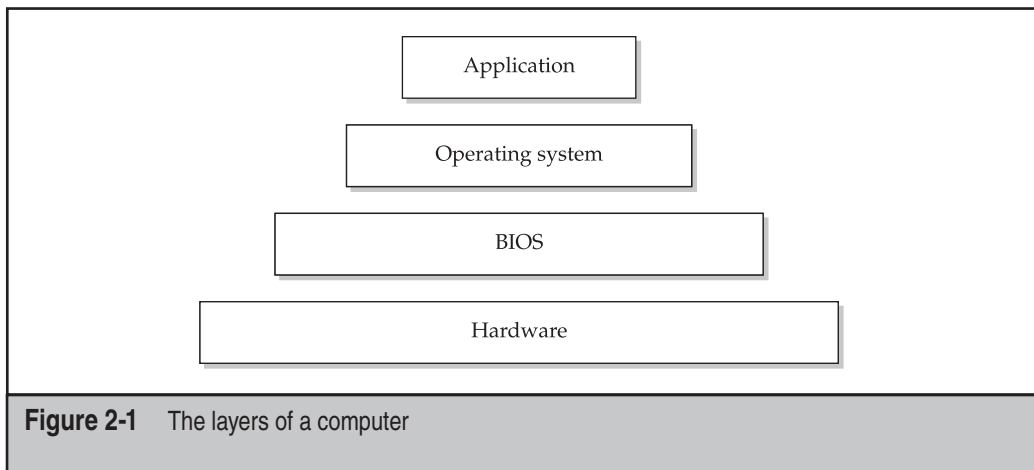 Application
Operating system
BIOS
Hardware
Figure 2-1 The layers of a computer